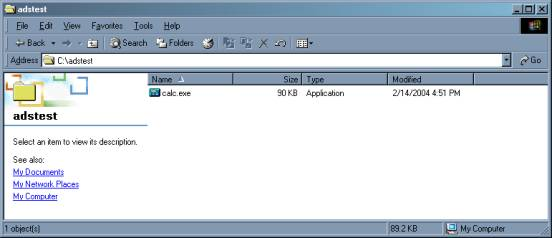 adstest
File Edit View Favorites Tools Help
Back Search Folders
Address C:\adstest Go
Name Size Type Modified
calc.exe 90 KB Application 2/14/2004 4:51 PM
adstest
Select an item to view its description.
See also:
My Documents
My Network Places
My Computer
1 object(s) 89.2 KB My Computer